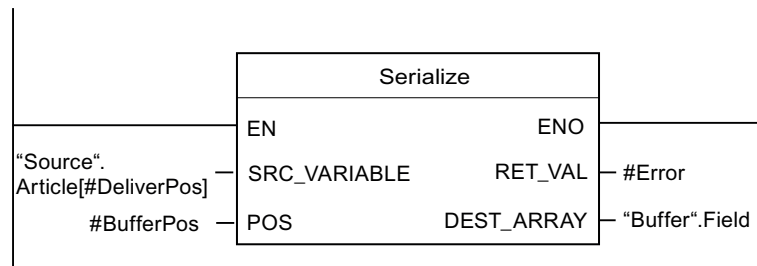 Serialize
EN
ENO
“Source“.
Article[#DeliverPos]
SRC_VARIABLE
RET_VAL
#Error
#BufferPos
POS
DEST_ARRAY
“Buffer“.Field